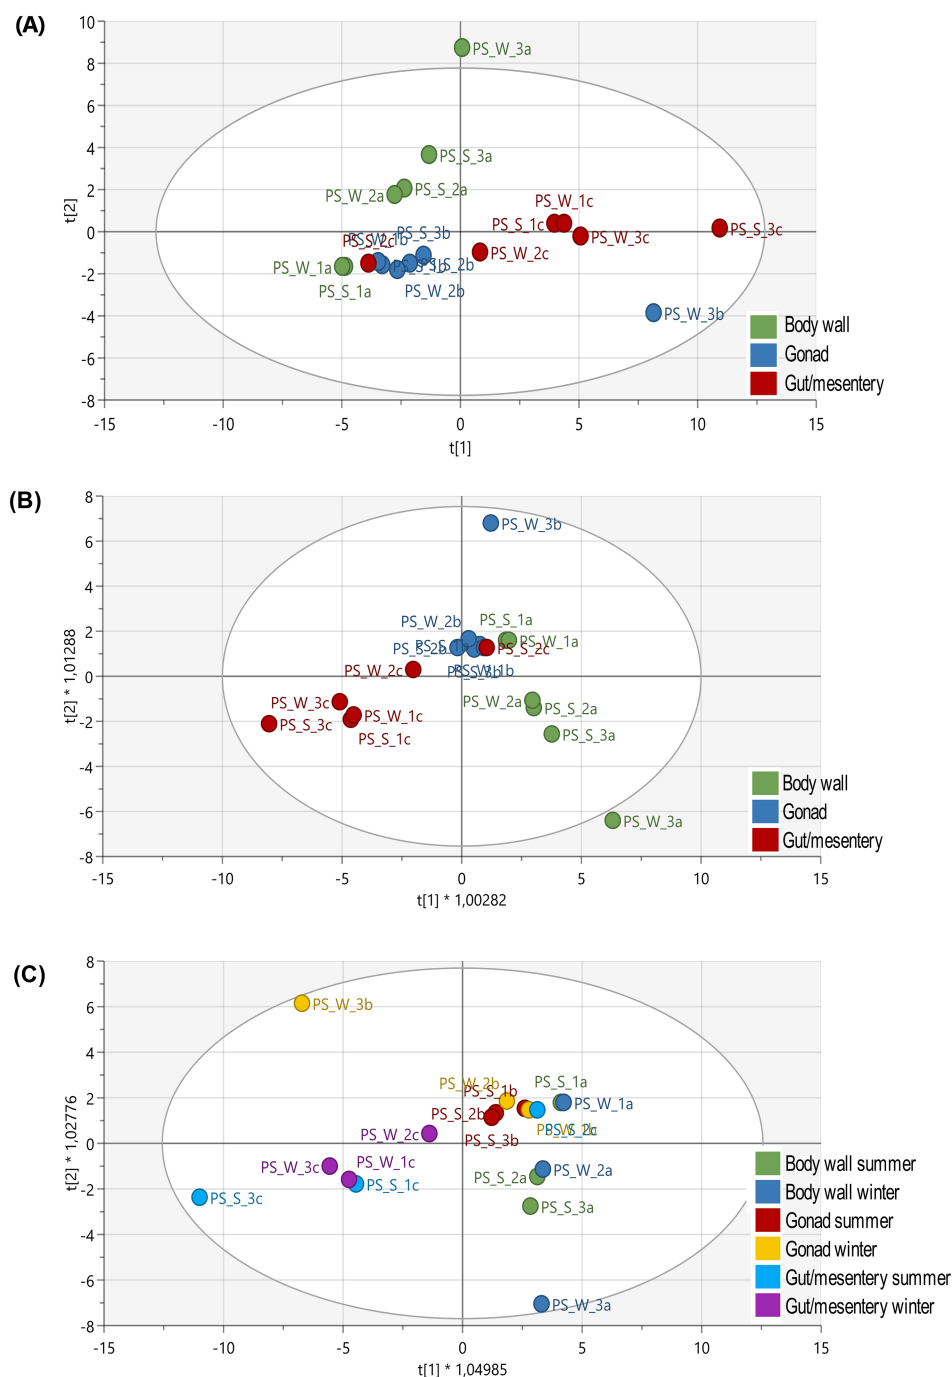 (A)
10
8
6
4
2
0
-2
-4
-6
-8
t[2]
PS_W_3a
PS_S_3a
PS_W_2a
PS_S_2a
PS_W_1c
PS_S_1c
PS_W_3c
PS_S_3c
PS_S_3b
PS_S_2c
PS_W_2c
PS_W_1a
PS_S_2b
PS_S_1a
PS_W_2b
PS_W_3b
Body wall
Gonad
Gut/mesentery
-15
-10
-5
0
5
10
15
t[1]
(B)
8
6
4
2
0
-2
-4
-6
-8
t[2] * 1,01288
PS_W_3b
PS_W_2b
PS_S_1a
PS_S_2b
PS_S_2c
PS_W_1a
PS_W_2c
PS_S_3b
PS_W_3c
PS_W_2a
PS_S_2a
PS_S_3c
PS_W_1c
PS_S_1c
PS_S_3a
PS_W_3a
Body wall
Gonad
Gut/mesentery
-15
-10
-5
0
5
10
15
t[1] * 1,00282
(C)
8
6
4
2
0
-2
-4
-6
-8
t[2] * 1,02776
PS_W_3b
PS_W_2b
PS_S_1b
PS_S_1a
PS_W_1a
PS_S_2b
PS_S_2c
PS_W_2c
PS_S_3b
PS_W_3c
PS_W_1c
PS_W_2a
PS_S_2a
PS_S_1c
PS_S_3c
PS_S_3a
PS_W_3a
Body wall summer
Body wall winter
Gonad summer
Gonad winter
Gut/mesentery summer
Gut/mesentery winter
-15
-10
-5
0
5
10
15
t[1] * 1,04985